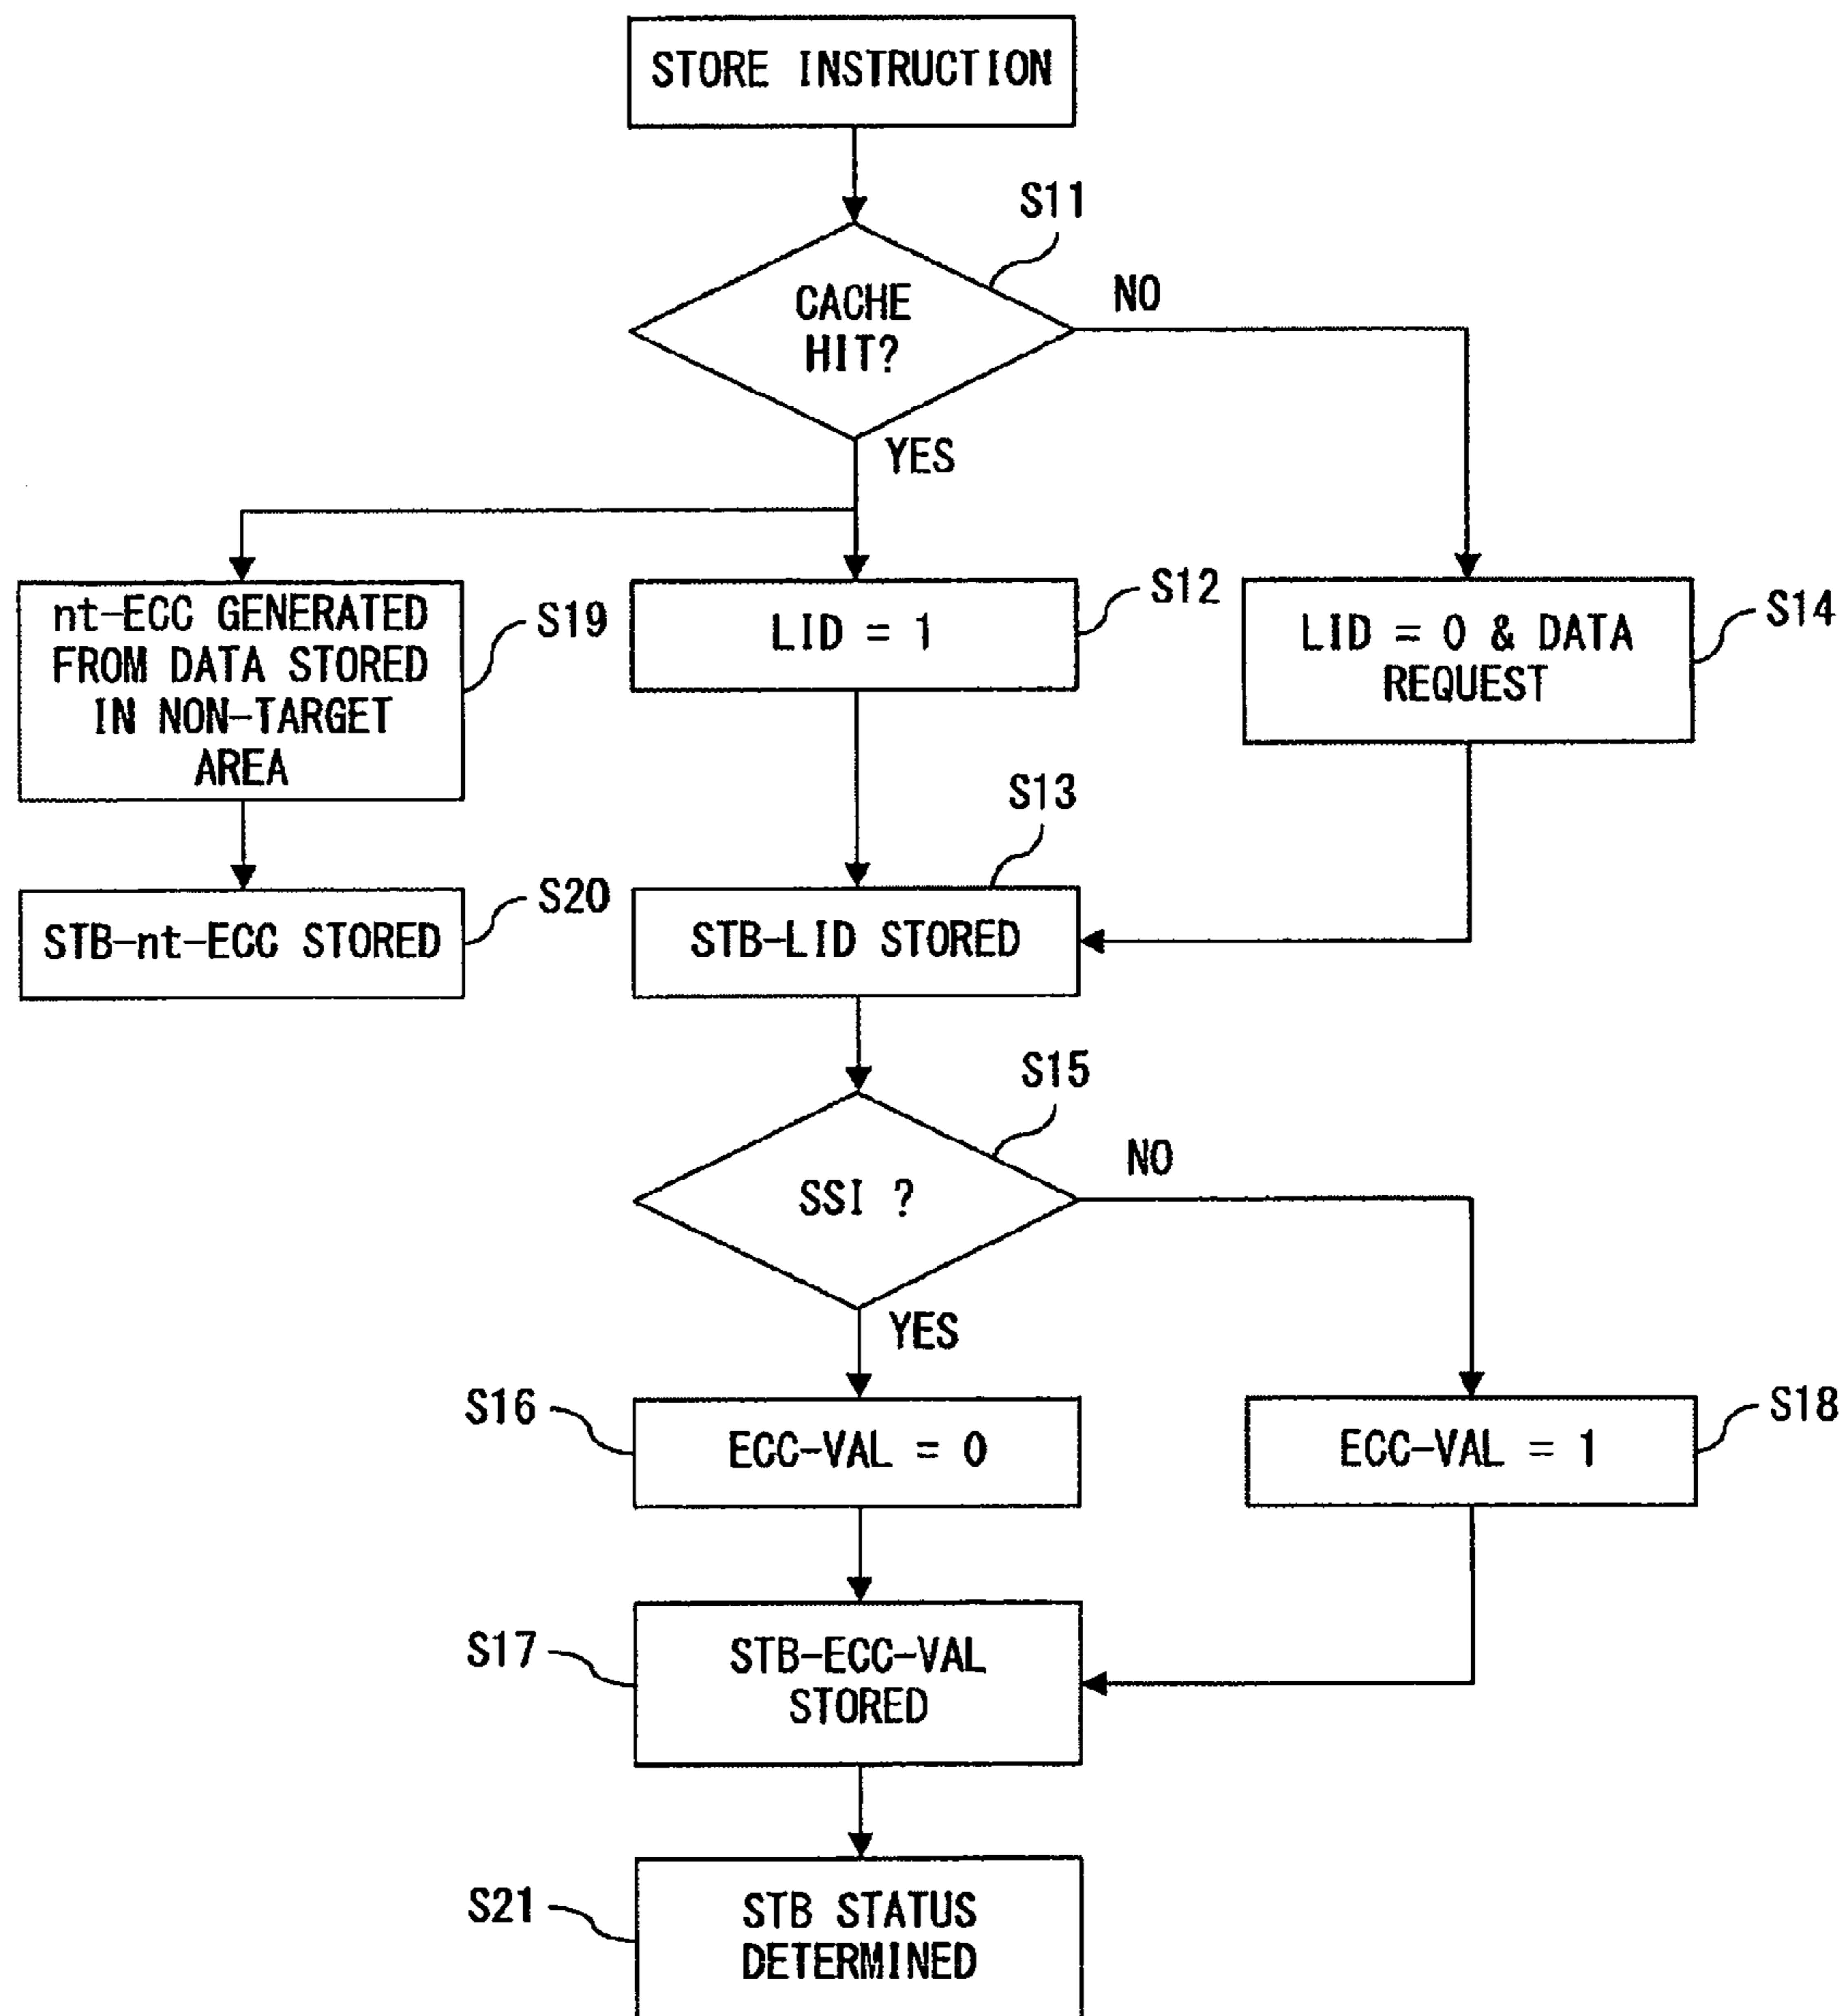 STORE INSTRUCTION
S11
CACHE
HIT?
NO
YES
nt-ECC GENERATED
FROM DATA STORED
IN NON-TARGET
AREA
S19
LID = 1
S12
LID = 0 & DATA
REQUEST
S14
S13
STB-nt-ECC STORED
S20
STB-LID STORED
S15
SSI ?
NO
YES
S16
ECC-VAL = 0
ECC-VAL = 1
S18
S17
STB-ECC-VAL
STORED
S21
STB STATUS
DETERMINED